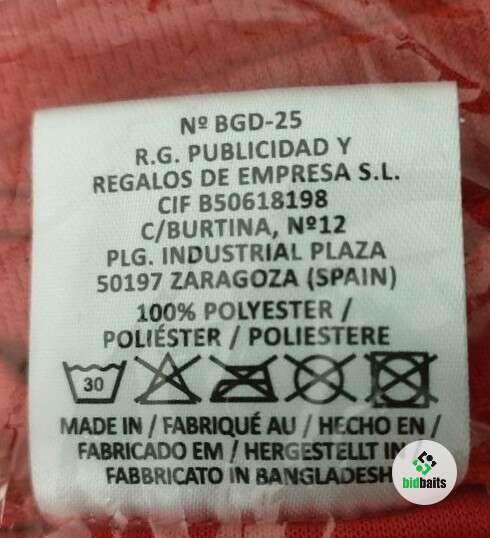 Nº BGD-25
R.G. PUBLICIDAD Y
REGALOS DE EMPRESA S.L.
CIF B50618198
C/BURTINA, Nº12
PLG. INDUSTRIAL PLAZA
50197 ZARAGOZA (SPAIN)
100% POLYESTER /
POLIÉSTER / POLIESTERE
30
MADE IN / FABRIQUÉ AU / HECHO EN /
FABRICADO EM / HERGESTELLT IN
FABBRICATO IN BANGLADESH
bidbaits